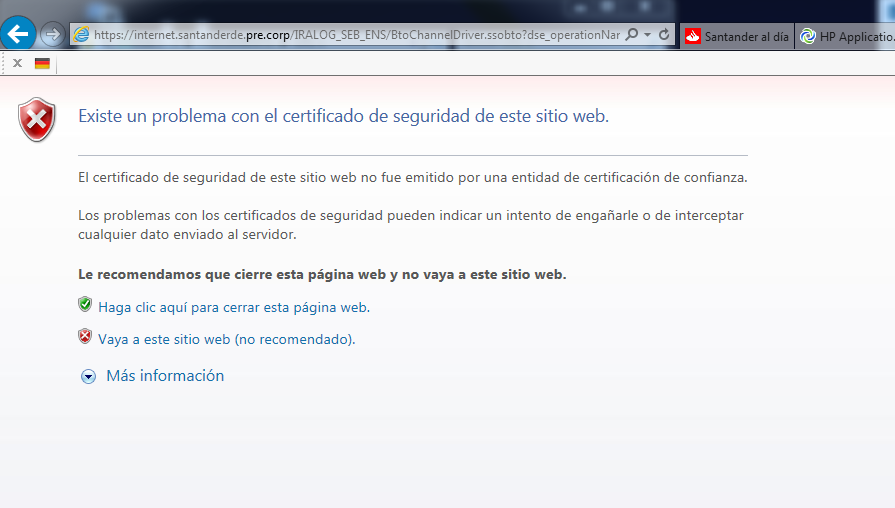 https://internet.santanderde.pre.corp/IRALOG_SEB_ENS/BtoChannelDriver.ssobto?dse_operationNar
Santander al día
HP Applicatio...
Existe un problema con el certificado de seguridad de este sitio web.
El certificado de seguridad de este sitio web no fue emitido por una entidad de certificación de confianza.
Los problemas con los certificados de seguridad pueden indicar un intento de engañarle o de interceptar
cualquier dato enviado al servidor.
Le recomendamos que cierre esta página web y no vaya a este sitio web.
Haga clic aquí para cerrar esta página web.
Vaya a este sitio web (no recomendado).
Más información